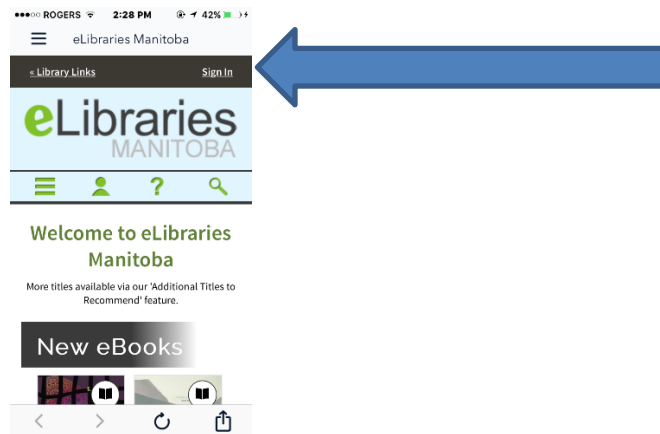 ROGERS 2:28 PM 42%
eLibraries Manitoba
« Library Links Sign In
eLibraries
MANITOBA
?
Welcome to eLibraries
Manitoba
More titles available via our 'Additional Titles to
Recommend' feature.
New eBooks